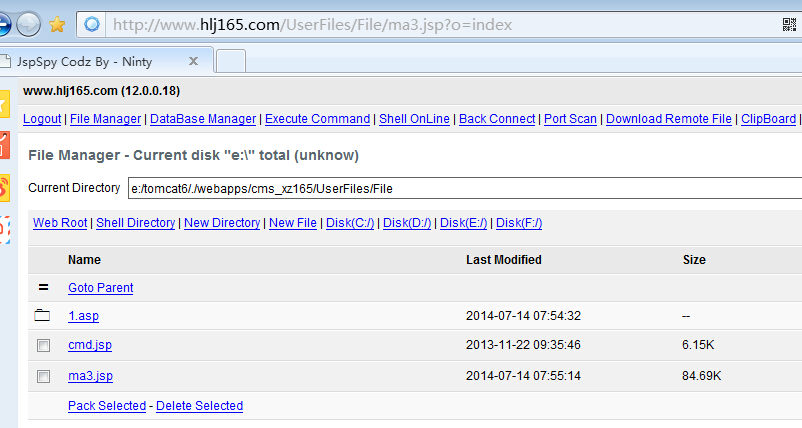 http://www.hlj165.com/UserFiles/File/ma3.jsp?o=index
JspSpy Codz By - Ninty x
www.hlj165.com (12.0.0.18)
Logout | File Manager | DataBase Manager | Execute Command | Shell OnLine | Back Connect | Port Scan | Download Remote File | ClipBoard |
File Manager - Current disk "e:\" total (unknow)
Current Directory e:/tomcat6/./webapps/cms_xz165/UserFiles/File
Web Root | Shell Directory | New Directory | New File | Disk(C:/) | Disk(D:/) | Disk(E:/) | Disk(F:/)
Name Last Modified Size
= Goto Parent
1.asp 2014-07-14 07:54:32 --
cmd.jsp 2013-11-22 09:35:46 6.15K
ma3.jsp 2014-07-14 07:55:14 84.69K
Pack Selected - Delete Selected